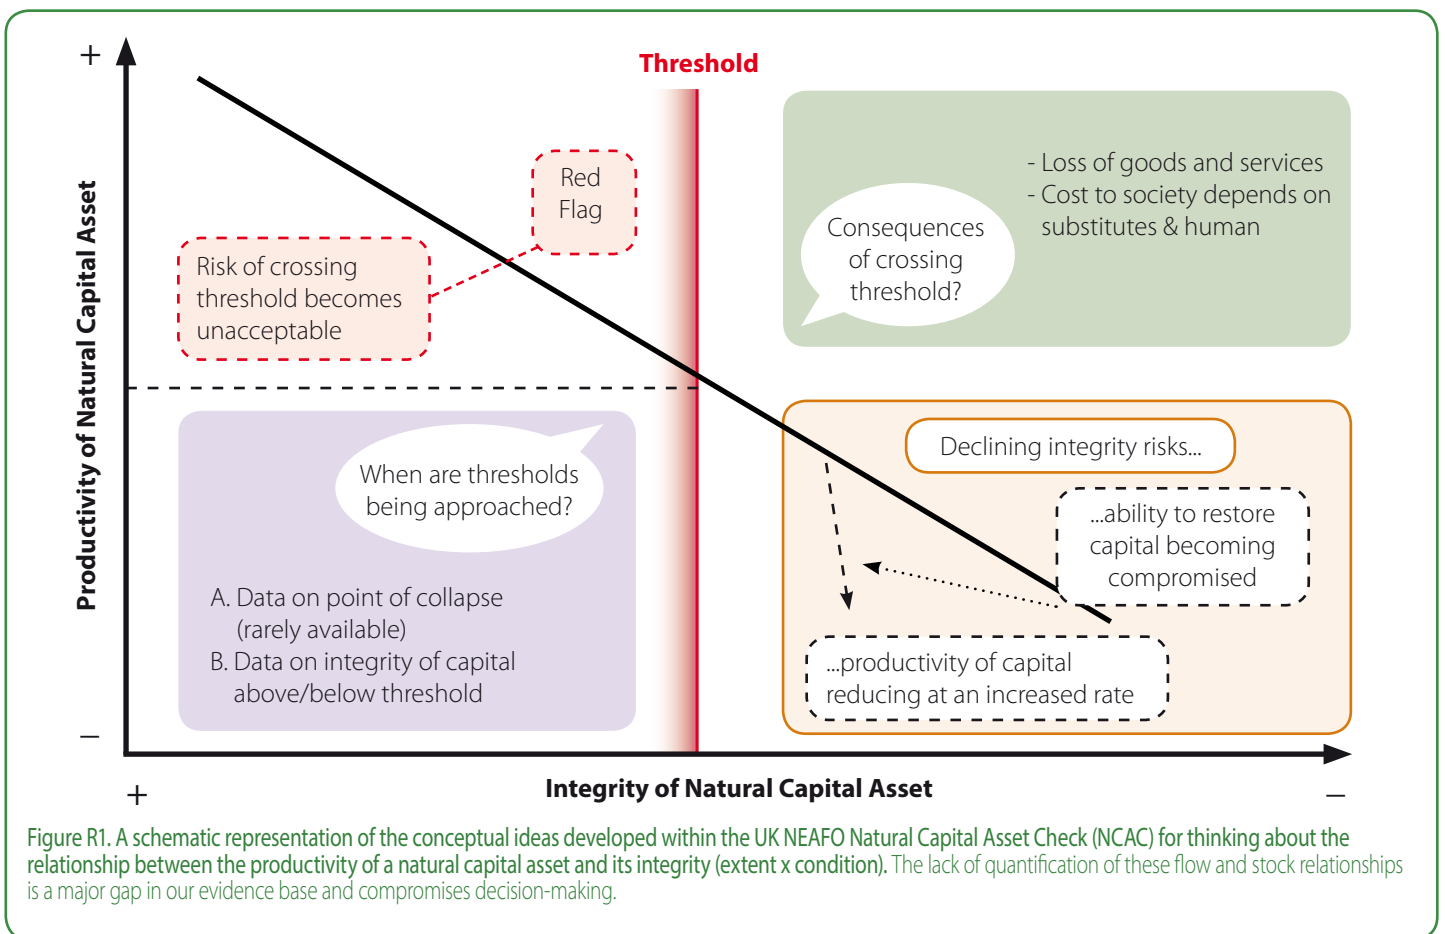 +
Threshold
Productivity of Natural Capital Asset
Red
Flag
Risk of crossing
threshold becomes
unacceptable
- Loss of goods and services
- Cost to society depends on
substitutes & human
Consequences
of crossing
threshold?
When are thresholds
being approached?
A. Data on point of collapse
(rarely available)
B. Data on integrity of capital
above/below threshold
Declining integrity risks...
...ability to restore
capital becoming
compromised
...productivity of capital
reducing at an increased rate
–
+
Integrity of Natural Capital Asset
–
Figure R1. A schematic representation of the conceptual ideas developed within the UK NEAFO Natural Capital Asset Check (NCAC) for thinking about the
relationship between the productivity of a natural capital asset and its integrity (extent x condition). The lack of quantification of these flow and stock relationships
is a major gap in our evidence base and compromises decision-making.